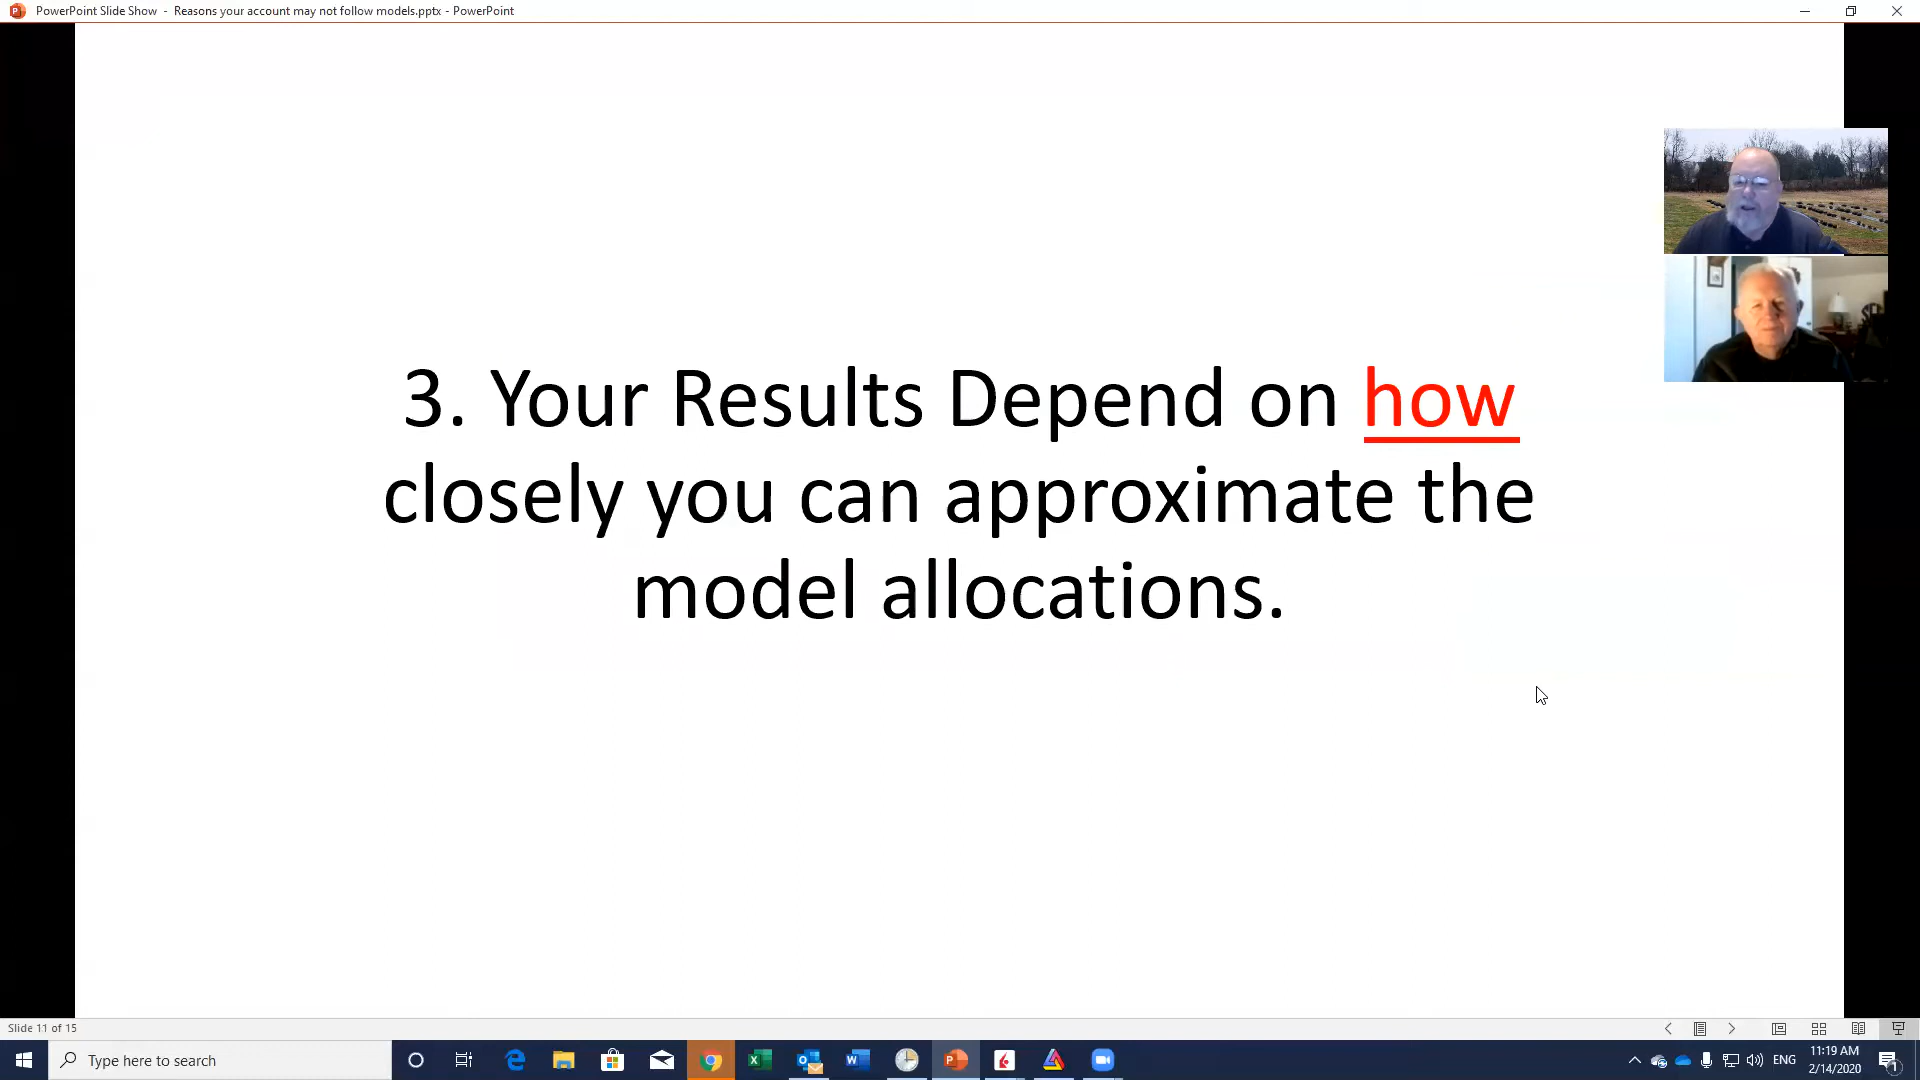 PowerPoint Slide Show - Reasons your account may not follow models.pptx - PowerPoint
3. Your Results Depend on how
closely you can approximate the
model allocations.
Slide 11 of 15
Type here to search
ENG
11:19 AM
2/14/2020
1